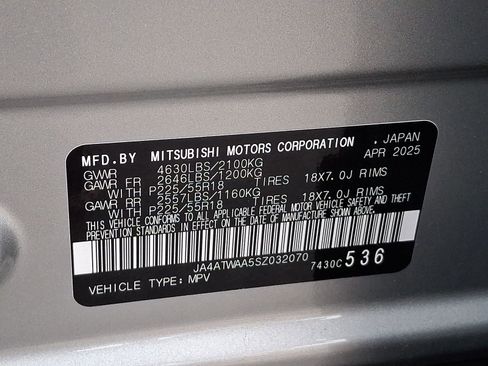 MFD.BY MITSUBISHI MOTORS CORPORATION . JAPAN
GVWR 4630LBS/2100KG APR 2025
GAWR FR 2646LBS/1200KG
WITH P225/55R18 TIRES 18X7.0J RIMS
GAWR RR 2557LBS/1160KG
WITH P225/55R18 TIRES 18X7.0J RIMS
THIS VEHICLE CONFORMS TO ALL APPLICABLE FEDERAL MOTOR VEHICLE SAFETY, BUMPER AND THEFT
PREVENTION STANDARDS IN EFFECT ON THE DATE OF MANUFACTURE SHOWN ABOVE.
JA4ATWAA5SZ032070 7430C 536
VEHICLE TYPE: MPV